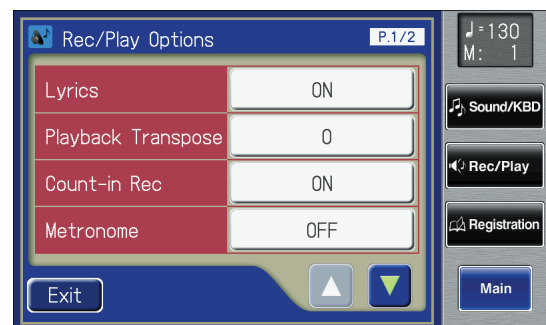 Rec/Play Options P.1/2
Lyrics ON
Playback Transpose 0
Count-in Rec ON
Metronome OFF
Exit
♩=130
M: 1
Sound/KBD
Rec/Play
Registration
Main